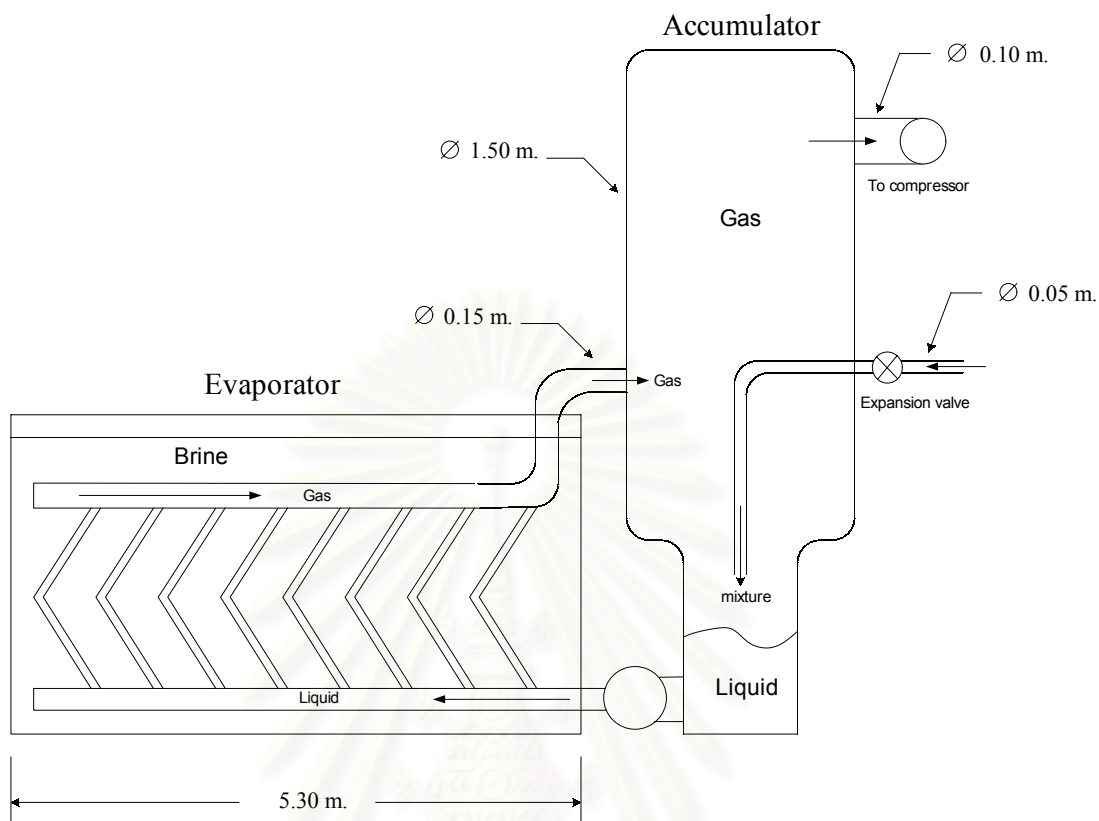 Accumulator
∅ 0.10 m.
∅ 1.50 m.
To compressor
Gas
∅ 0.05 m.
∅ 0.15 m.
Gas
Evaporator
Expansion valve
Brine
Gas
mixture
Liquid
Liquid
5.30 m.